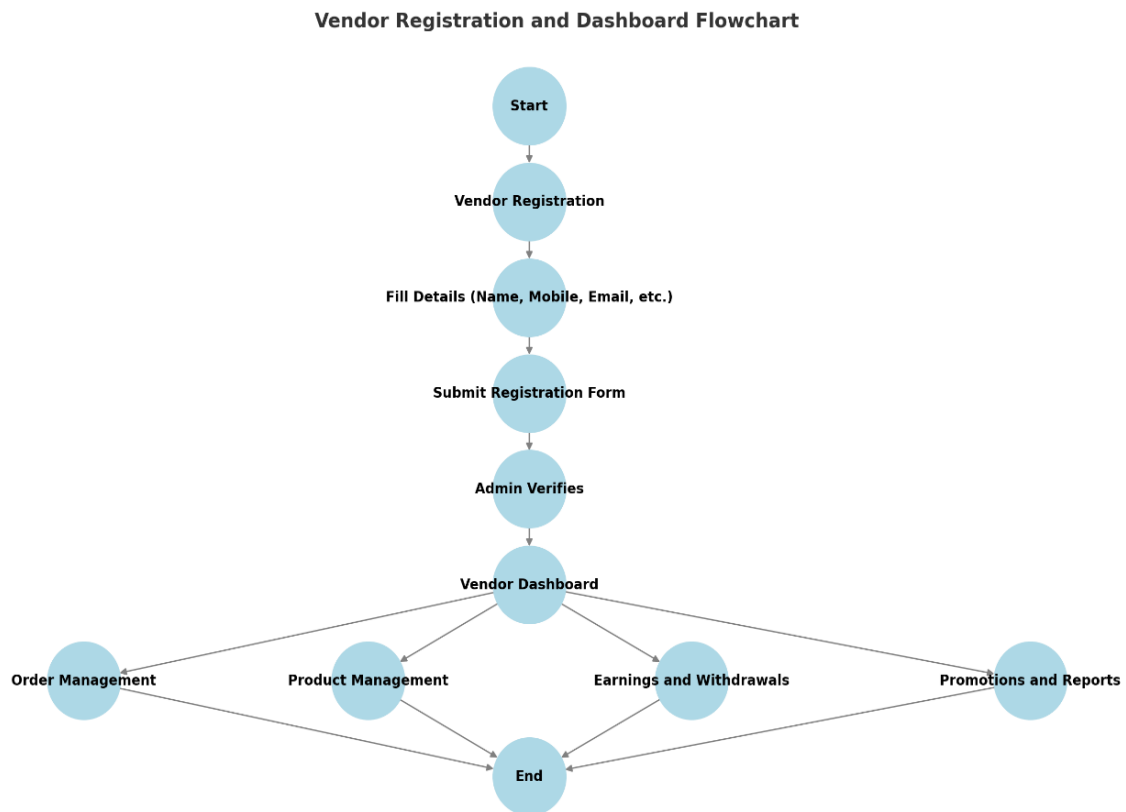 Vendor Registration and Dashboard Flowchart
Start
Vendor Registration
Fill Details (Name, Mobile, Email, etc.)
Submit Registration Form
Admin Verifies
Vendor Dashboard
Order Management
Product Management
Earnings and Withdrawals
Promotions and Reports
End